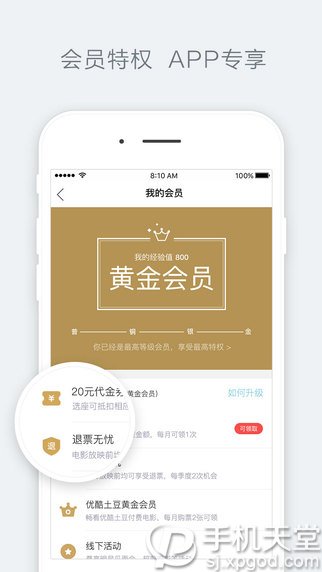 会员特权 APP专享
8:10 AM
100%
我的会员
我的经验值 800
黄金会员
普 铜 银 金
你已经是最高等级会员，享受最高特权 >
20元代金 黄金会员)
如何升级
选座可抵扣相应 金额，每月可领1次
可领取
退票无忧
电影放映前均 可享受退票，每季度2次机会
优酷土豆黄金会员
畅看优酷土豆付费电影，每月购票2张可领
线下活动
手机天堂
sj.xpgod.com